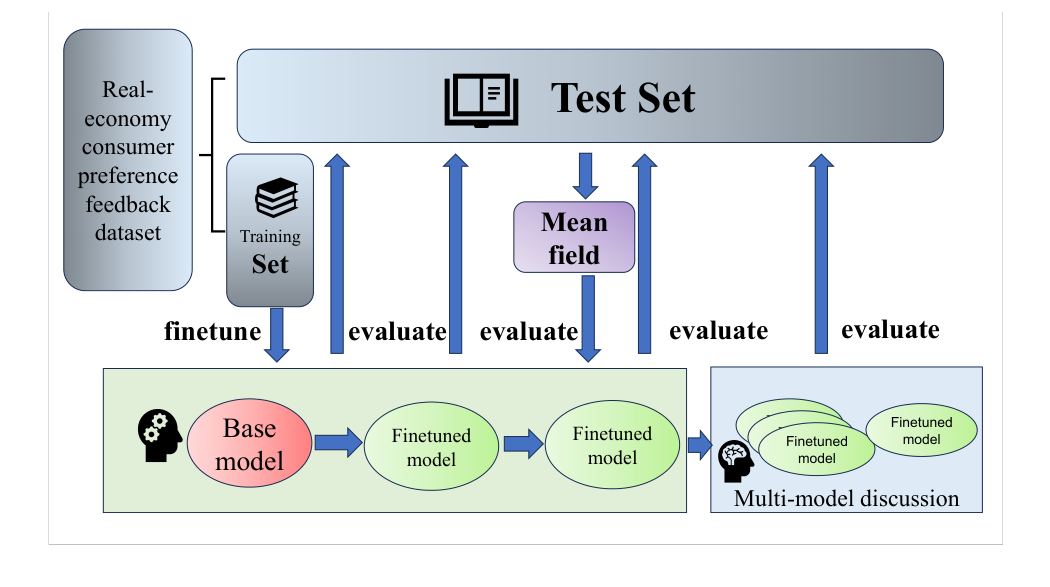 Real-
economy
consumer
preference
feedback
dataset
Test Set
Training
Set
Mean
field
finetune
evaluate
evaluate
evaluate
evaluate
Base
model
Finetuned
model
Finetuned
model
Finetuned
model
Finetuned
model
Multi-model discussion